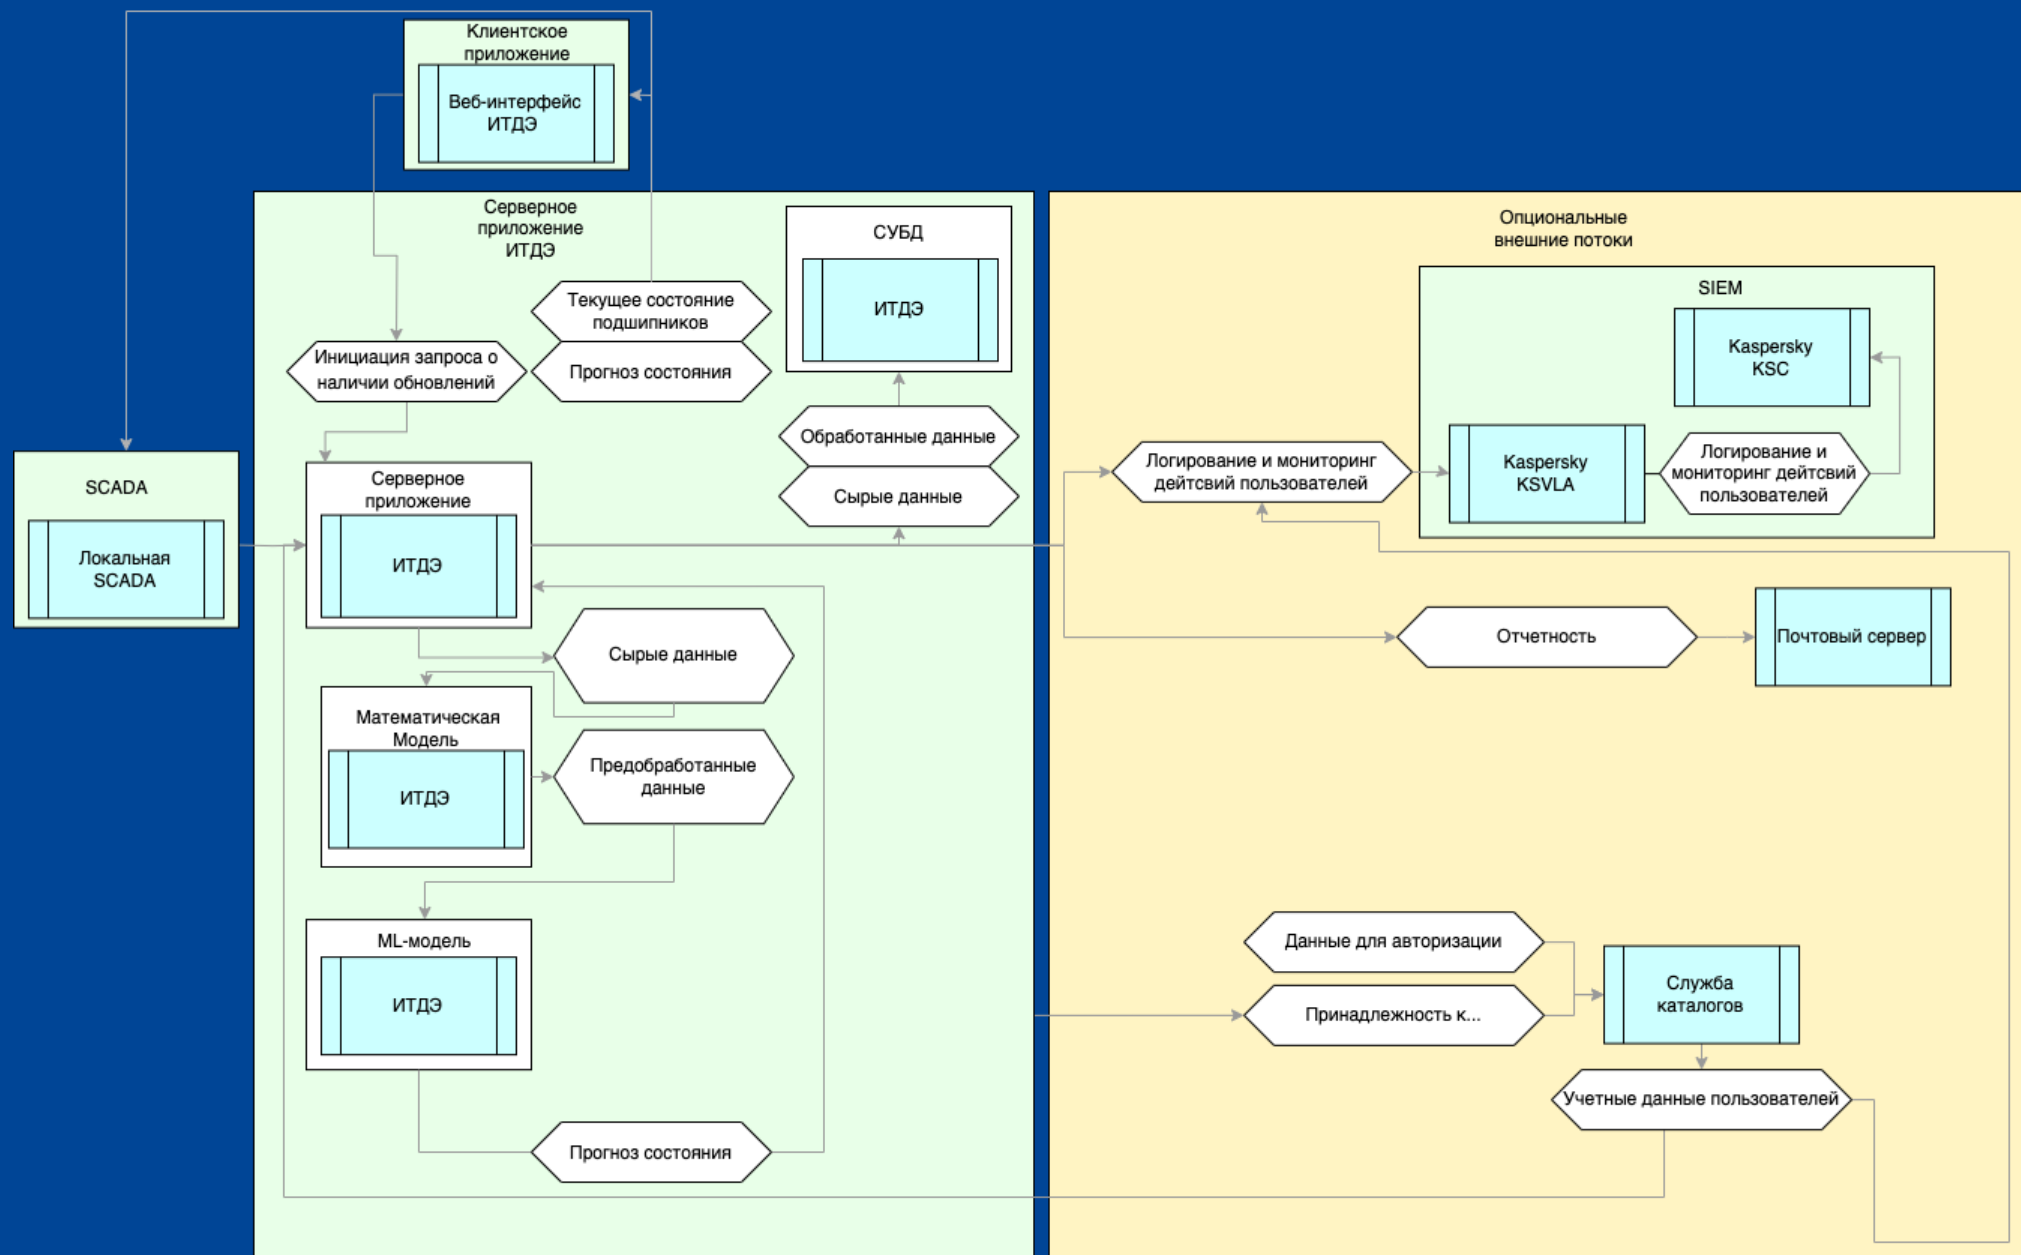 Клиентское
приложение
Веб-интерфейс
ИТДЭ
Серверное
приложение
ИТДЭ
СУБД
ИТДЭ
Текущее состояние
подшипников
Прогноз состояния
Инициация запроса о
наличии обновлений
Обработанные данные
Сырые данные
SCADA
Локальная
SCADA
Серверное
приложение
ИТДЭ
Сырые данные
Математическая
Модель
ИТДЭ
Предобработанные
данные
ML-модель
ИТДЭ
Прогноз состояния
Опциональные
внешние потоки
SIEM
Kaspersky
KSC
Логирование и мониторинг
дейтсвий пользователей
Kaspersky
KSVLA
Логирование и
мониторинг дейтсвий
пользователей
Отчетность
Почтовый сервер
Данные для авторизации
Принадлежность к...
Служба
каталогов
Учетные данные пользователей